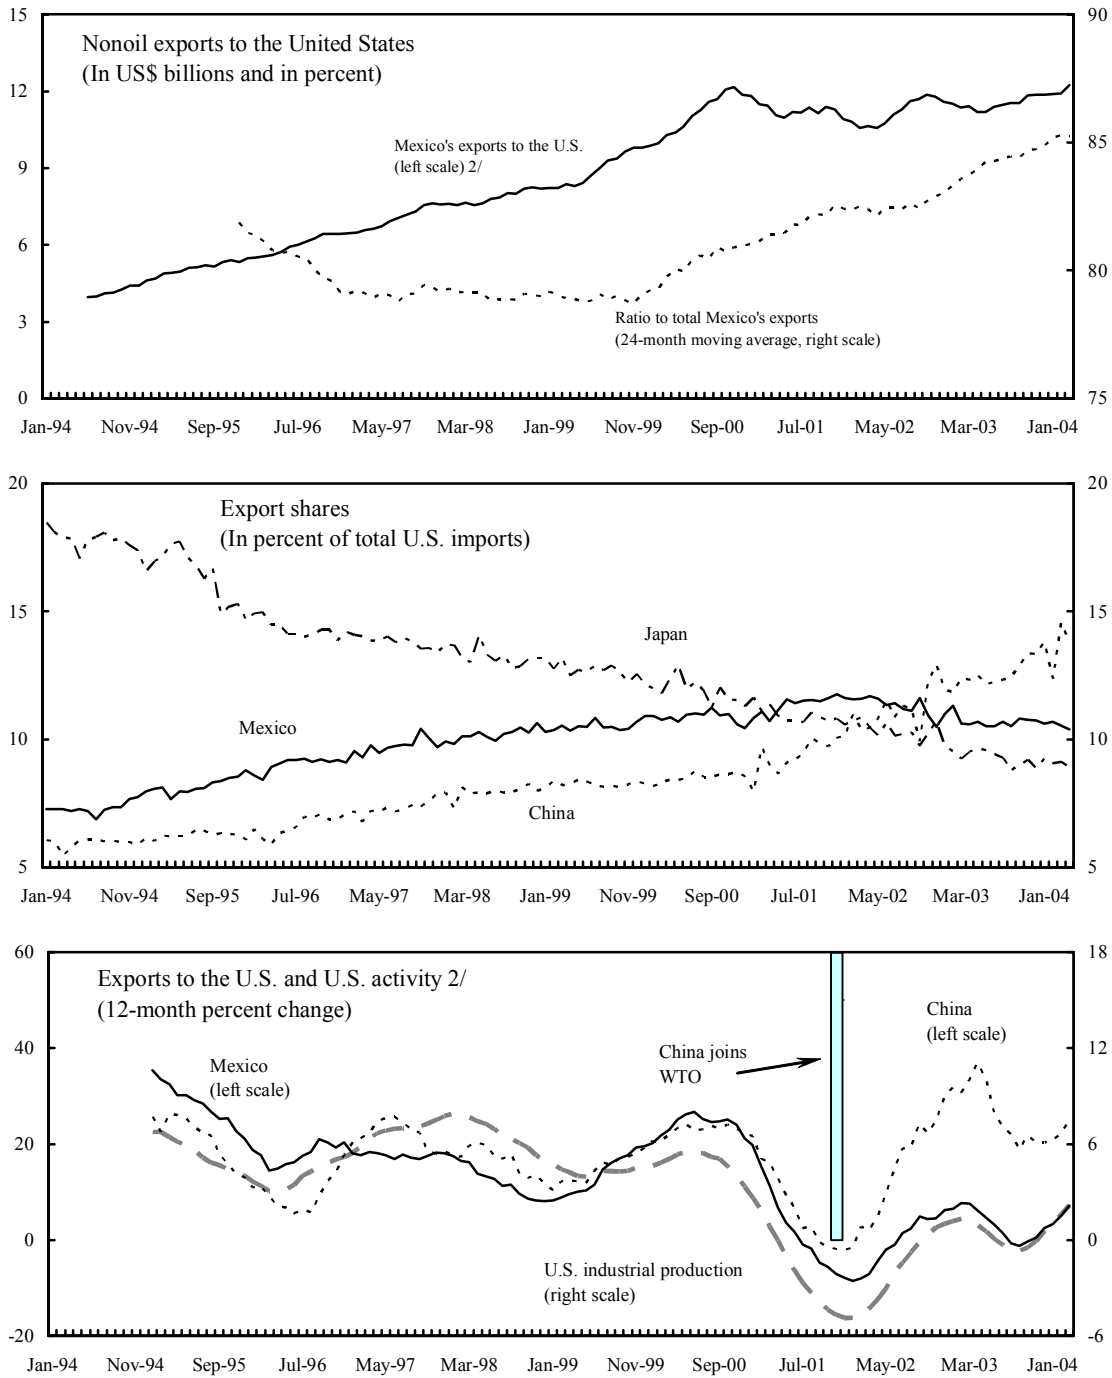 15
90
Nonoil exports to the United States
(In US$ billions and in percent)
12
Mexico's exports to the U.S.
(left scale) 2/
85
9
6
80
3
Ratio to total Mexico's exports
(24-month moving average, right scale)
0
75
Jan-94 Nov-94 Sep-95 Jul-96 May-97 Mar-98 Jan-99 Nov-99 Sep-00 Jul-01 May-02 Mar-03 Jan-04
20
20
Export shares
(In percent of total U.S. imports)
15
15
Japan
Mexico
10
10
China
5
5
Jan-94 Nov-94 Sep-95 Jul-96 May-97 Mar-98 Jan-99 Nov-99 Sep-00 Jul-01 May-02 Mar-03 Jan-04
60
18
Exports to the U.S. and U.S. activity 2/
(12-month percent change)
China
(left scale)
40
12
Mexico
(left scale)
China joins
WTO
20
6
0
0
U.S. industrial production
(right scale)
-20
-6
Jan-94 Nov-94 Sep-95 Jul-96 May-97 Mar-98 Jan-99 Nov-99 Sep-00 Jul-01 May-02 Mar-03 Jan-04